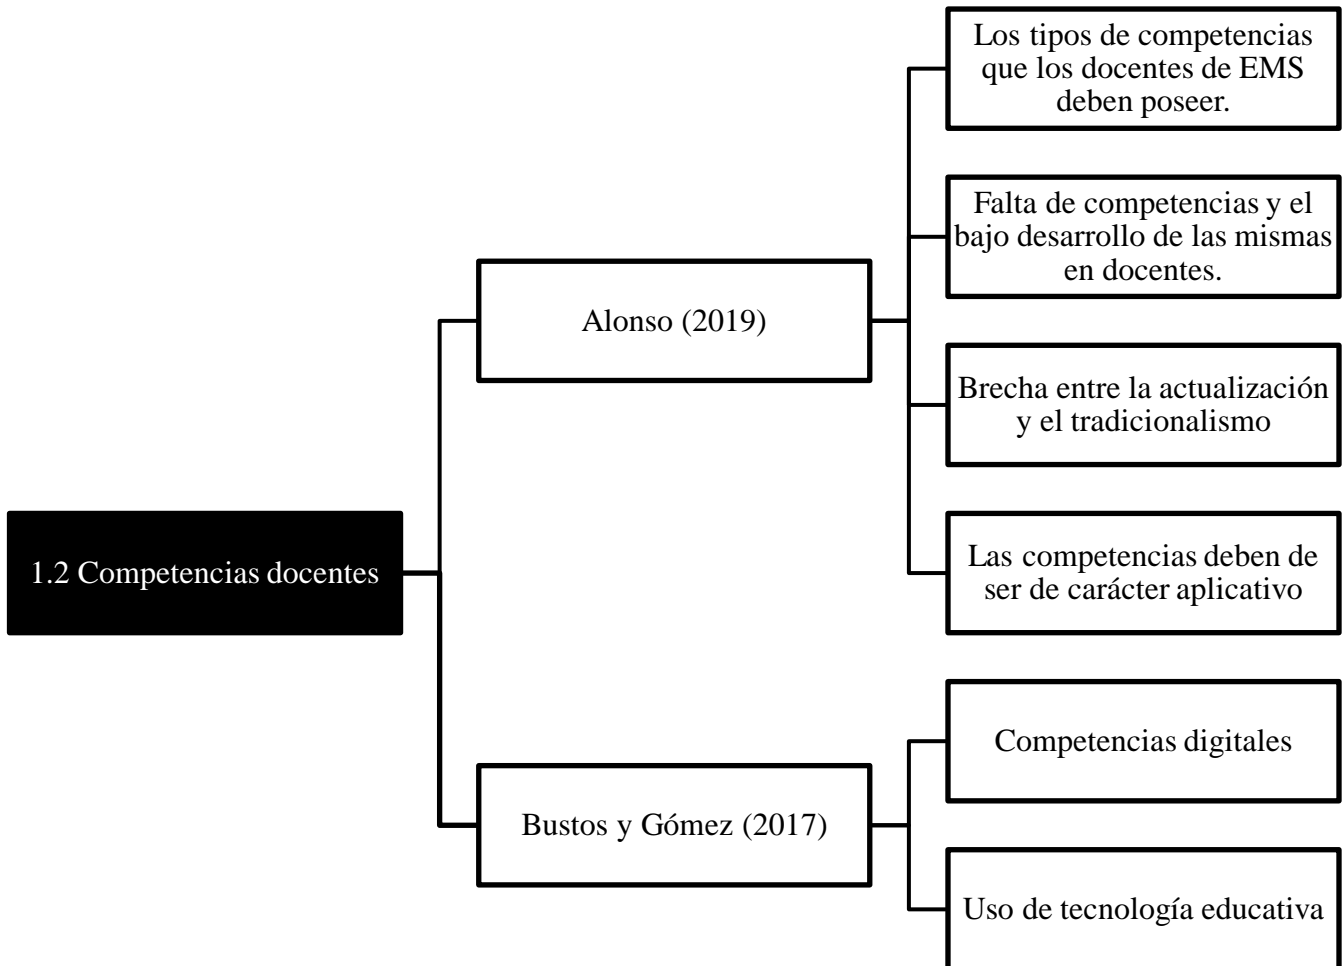 Los tipos de competencias
que los docentes de EMS
deben poseer.
Falta de competencias y el
bajo desarrollo de las mismas
en docentes.
Alonso (2019)
Brecha entre la actualización
y el tradicionalismo
Las competencias deben de
ser de carácter aplicativo
1.2 Competencias docentes
Competencias digitales
Bustos y Gómez (2017)
Uso de tecnología educativa